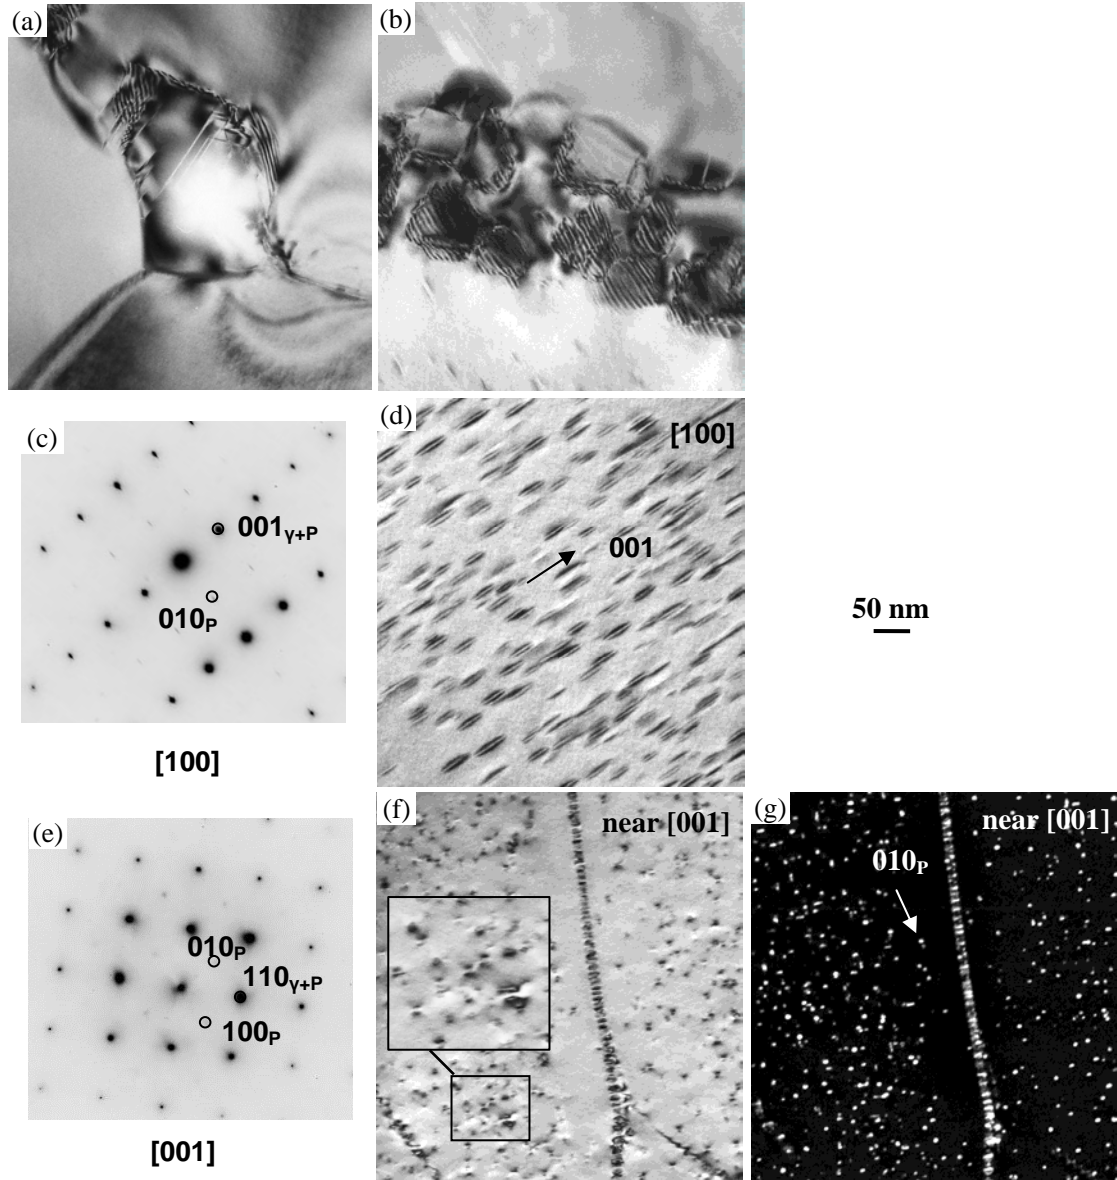 (a)
(b)
(c)
001γ+P
010P
[100]
(d)
[100]
001
50 nm
(e)
010P
110γ+P
100P
[001]
(f)
near [001]
(g)
near [001]
010P